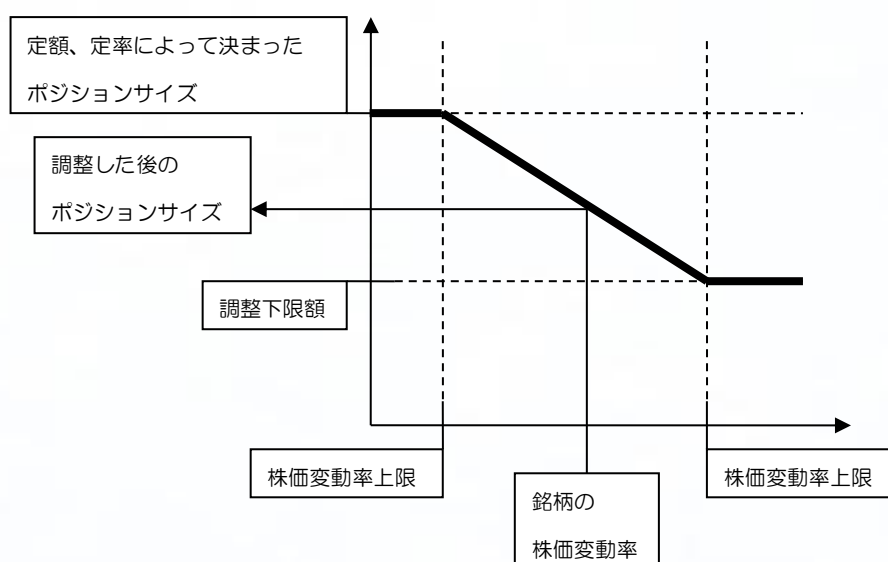 定額、定率によって決まった
ポジションサイズ
調整した後の
ポジションサイズ
調整下限額
株価変動率上限
銘柄の
株価変動率
株価変動率上限